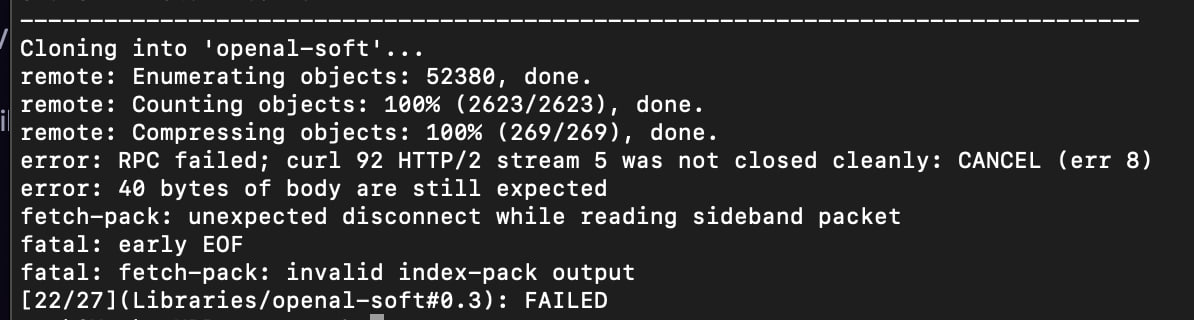 Cloning into 'openal-soft'...
remote: Enumerating objects: 52380, done.
remote: Counting objects: 100% (2623/2623), done.
remote: Compressing objects: 100% (269/269), done.
error: RPC failed; curl 92 HTTP/2 stream 5 was not closed cleanly: CANCEL (err 8)
error: 40 bytes of body are still expected
fetch-pack: unexpected disconnect while reading sideband packet
fatal: early EOF
fatal: fetch-pack: invalid index-pack output
[22/27](Libraries/openal-soft#0.3): FAILED